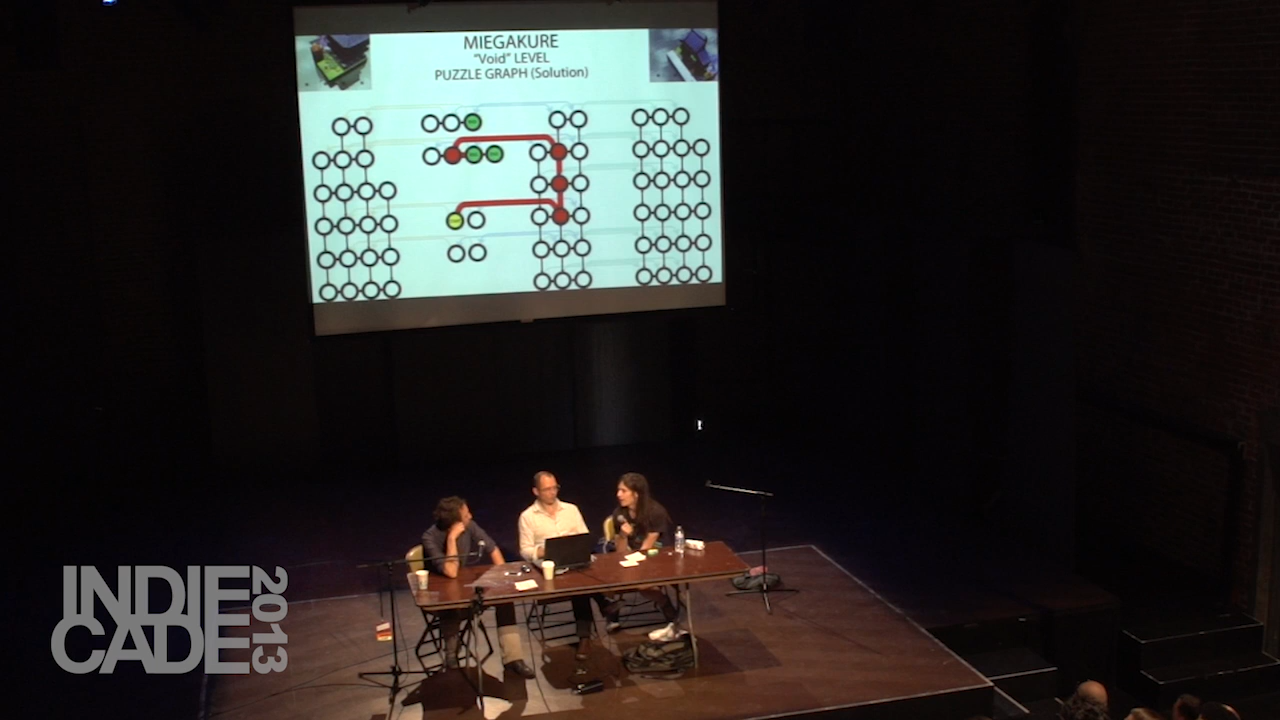 MIEGAKURE
"Void" LEVEL
PUZZLE GRAPH (Solution)
INDIE
CADE
2013